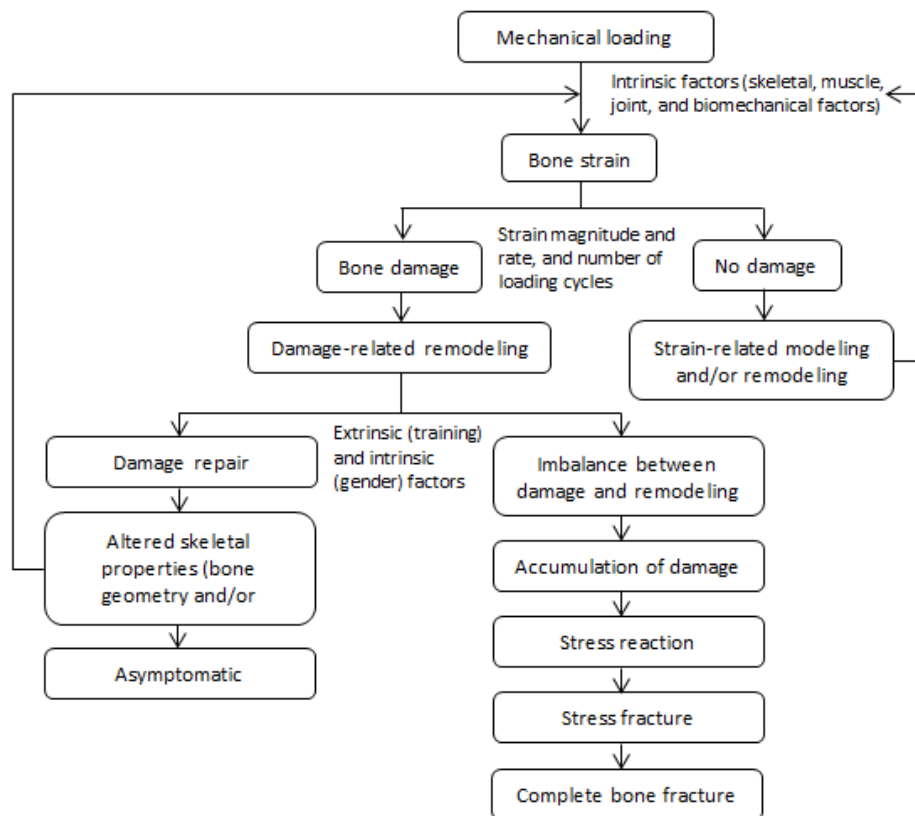 Mechanical loading
Intrinsic factors (skeletal, muscle,
joint, and biomechanical factors)
Bone strain
Strain magnitude and
rate, and number of
loading cycles
Bone damage
No damage
Damage-related remodeling
Strain-related modeling
and/or remodeling
Extrinsic (training)
and intrinsic
(gender) factors
Damage repair
Imbalance between
damage and remodeling
Altered skeletal
properties (bone
geometry and/or
Accumulation of damage
Asymptomatic
Stress reaction
Stress fracture
Complete bone fracture